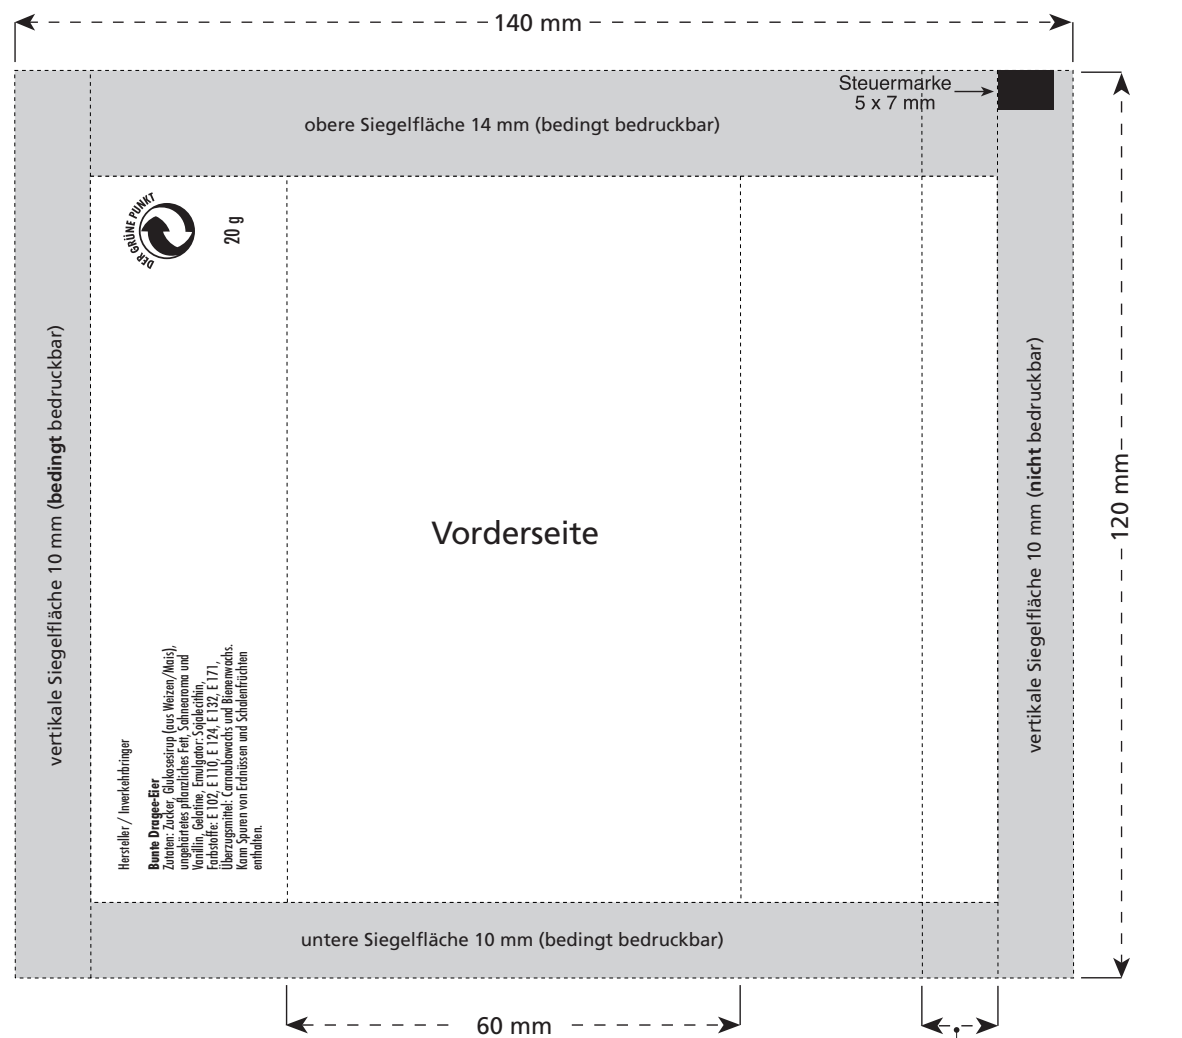 140 mm
Steuermarke
5 x 7 mm
obere Siegelfläche 14 mm (bedingt bedruckbar)
DER GRÜNE PUNKT
20 g
vertikale Siegelfläche 10 mm (bedingt bedruckbar)
Hersteller / Inverkehrbringer
Bunte Dragee-Eier
Zutaten: Zucker, Glukosesirup (aus Weizen/Mais),
ungehärtetes pflanzliches Fett, Sahnearoma und
Vanillin, Gelatine, Emulgator: Sojalecithin,
Farbstoffe: E 102, E 110, E 124, E 132, E 171,
Überzugsmittel: Carnaubawachs und Bienenwachs.
Kann Spuren von Erdnüssen und Schalenfrüchten
enthalten.
Vorderseite
vertikale Siegelfläche 10 mm (nicht bedruckbar)
120 mm
untere Siegelfläche 10 mm (bedingt bedruckbar)
60 mm